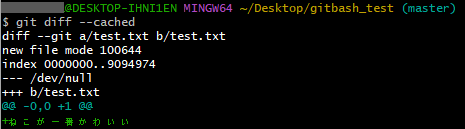 @DESKTOP-IHNI1EN MINGW64 ~/Desktop/gitbash_test (master)
$ git diff --cached
diff --git a/test.txt b/test.txt
new file mode 100644
index 0000000..9094974
--- /dev/null
+++ b/test.txt
@@ -0,0 +1 @@
+ねこが一番かわいい